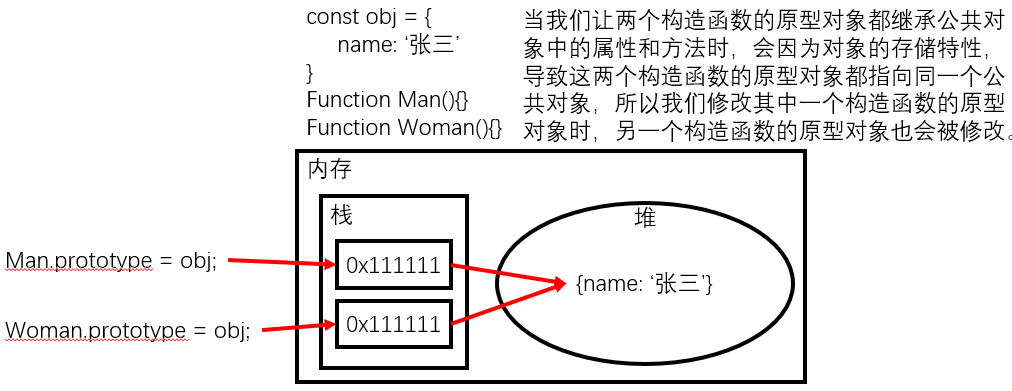 const obj = {
name: ‘张三’
}
Function Man(){}
Function Woman(){}
当我们让两个构造函数的原型对象都继承公共对
象中的属性和方法时，会因为对象的存储特性，
导致这两个构造函数的原型对象都指向同一个公
共对象，所以我们修改其中一个构造函数的原型
对象时，另一个构造函数的原型对象也会被修改。
内存
栈
堆
Man.prototype = obj;
0x111111
{name: ‘张三’}
Woman.prototype = obj;
0x111111